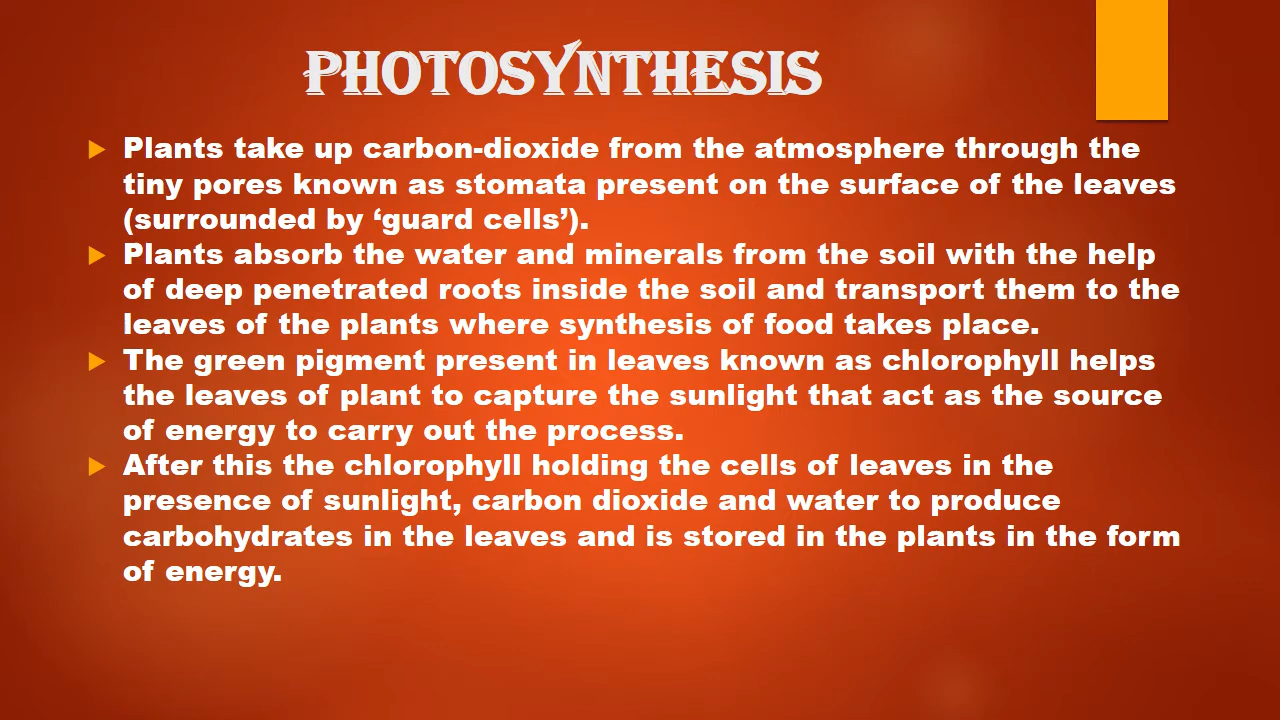 PHOTOSYNTHESIS
Plants take up carbon-dioxide from the atmosphere through the
tiny pores known as stomata present on the surface of the leaves
(surrounded by ‘guard cells’).
Plants absorb the water and minerals from the soil with the help
of deep penetrated roots inside the soil and transport them to the
leaves of the plants where synthesis of food takes place.
The green pigment present in leaves known as chlorophyll helps
the leaves of plant to capture the sunlight that act as the source
of energy to carry out the process.
After this the chlorophyll holding the cells of leaves in the
presence of sunlight, carbon dioxide and water to produce
carbohydrates in the leaves and is stored in the plants in the form
of energy.